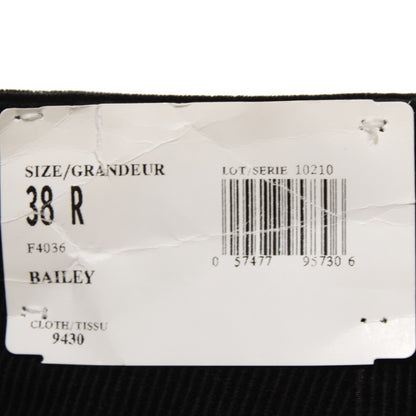 SIZE/GRANDEUR
38 R
F4036
BAILEY
CLOTH/TISSU
9430
LOT/SERIE 10210
0 57477 95730 6